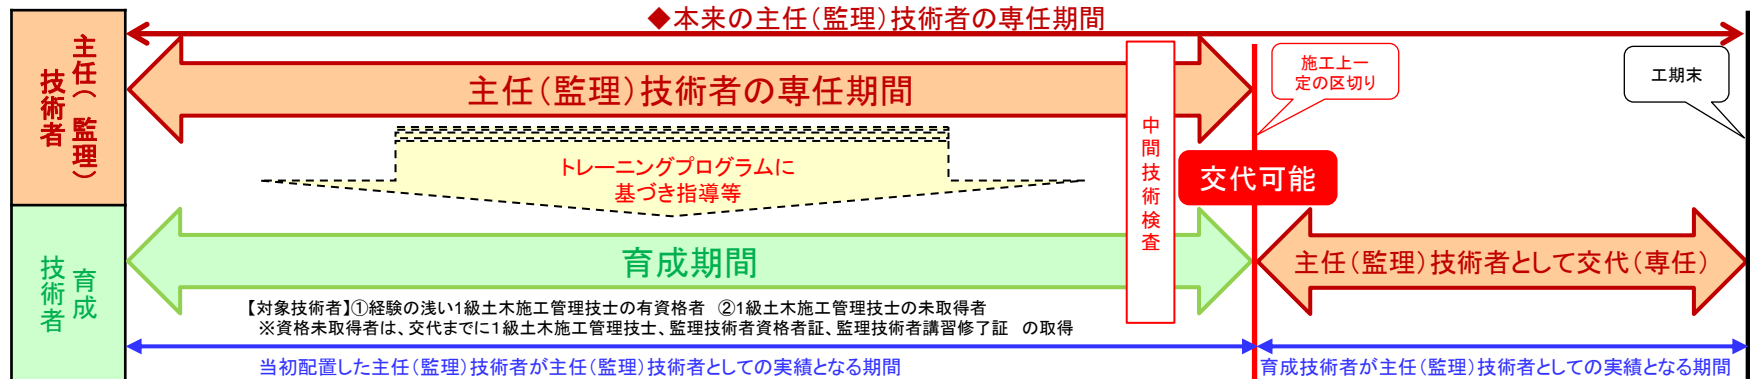 ◆本来の主任(監理)技術者の専任期間
主任(監理)
技術者
主任(監理)技術者の専任期間
施工上一
定の区切り
工期末
中間技術検査
トレーニングプログラムに
基づき指導等
交代可能
育成
技術者
育成期間
主任(監理)技術者として交代(専任)
【対象技術者】①経験の浅い1級土木施工管理技士の有資格者 ②1級土木施工管理技士の未取得者
※資格未取得者は、交代までに1級土木施工管理技士、監理技術者資格者証、監理技術者講習修了証 の取得
当初配置した主任(監理)技術者が主任(監理)技術者としての実績となる期間
育成技術者が主任(監理)技術者としての実績となる期間